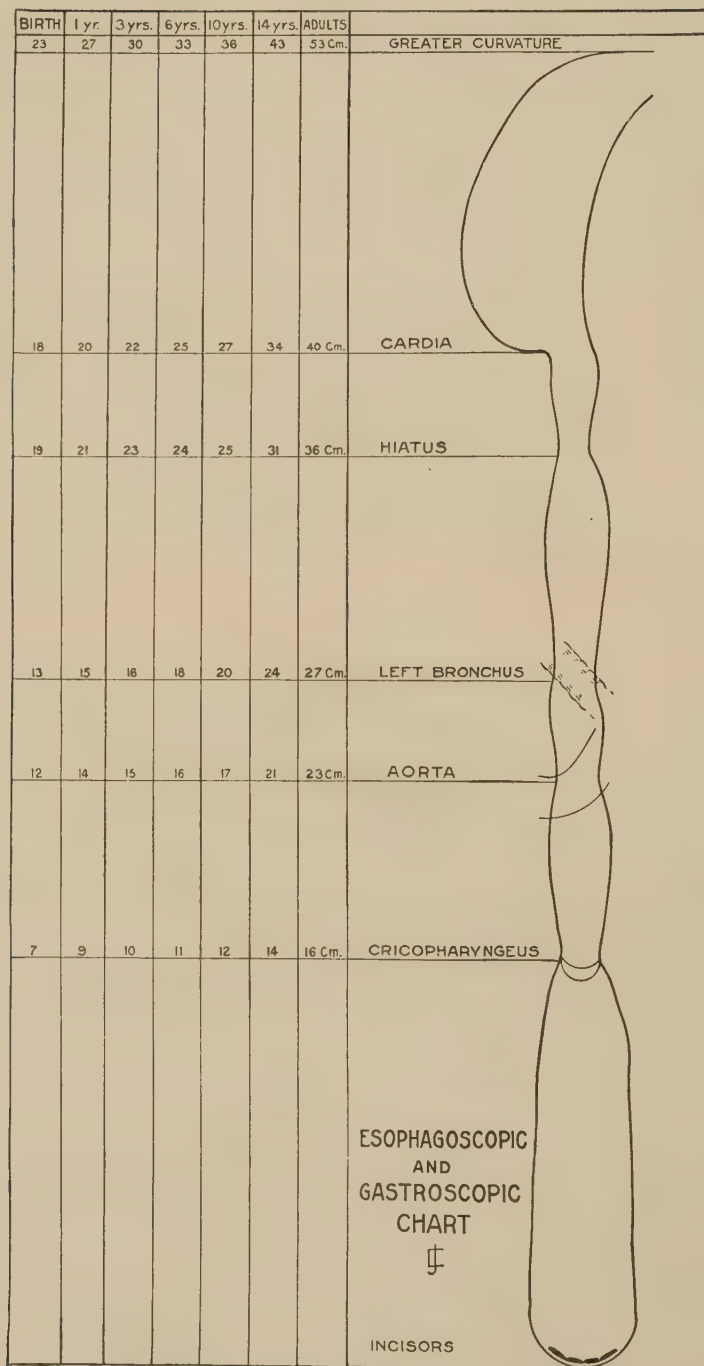 BIRTH 1 yr. 3 yrs. 6 yrs. 10 yrs. 14 yrs. ADULTS
23 27 30 33 36 43 53 Cm. GREATER CURVATURE
18 20 22 25 27 34 40 Cm. CARDIA
19 21 23 24 25 31 36 Cm. HIATUS
13 15 16 18 20 24 27 Cm. LEFT BRONCHUS
12 14 15 16 17 21 23 Cm. AORTA
7 9 10 11 12 14 16 Cm. CRICOPHARYNGEUS
ESOPHAGOSCOPIC
AND
GASTROSCOPIC
CHART
INCISORS